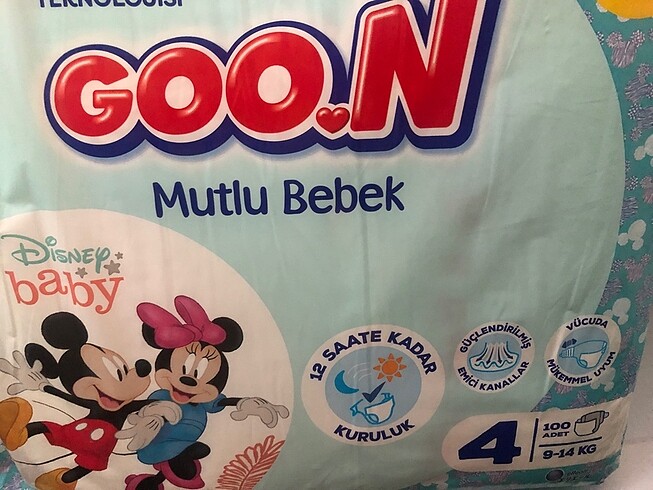 TEKNOLOJİSİ
GOO.N
Mutlu Bebek
Disney
baby
12 SAATE KADAR
KURULUK
GÜÇLENDİRİLMİŞ
EMİCİ KANALLAR
VÜCUDA
MÜKEMMEL UYUM
4
100
ADET
9-14 KG